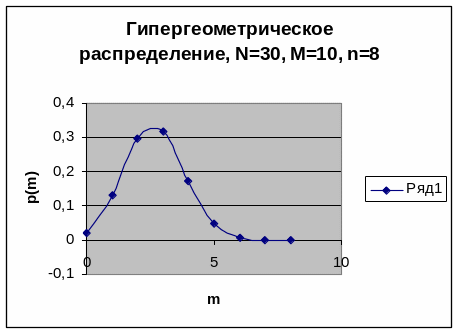 Гипергеометрическое
распределение, N=30, M=10, n=8
0,4
0,3
0,2
0,1
0
-0,1
p(m)
0 5 10
m
Ряд1